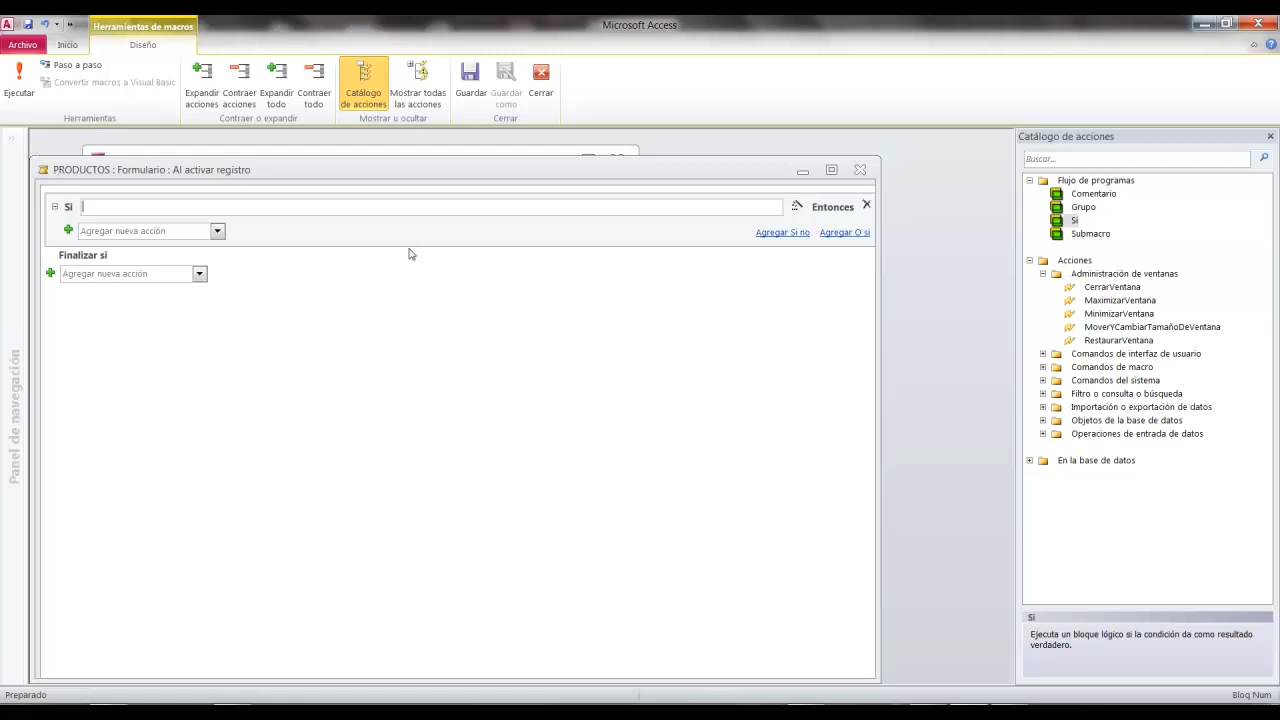 Microsoft Access
Herramientas de macros
Archivo
Inicio
Diseño
Ejecutar
Paso a paso
Convertir macros a Visual Basic
Herramientas
Expandir acciones
Contraer acciones
Expandir todo
Contraer todo
Contraer o expandir
Catálogo de acciones
Mostrar todas las acciones
Mostrar u ocultar
Guardar
Guardar como
Cerrar
Cerrar
Panel de navegación
PRODUCTOS : Formulario : Al activar registro
Si
Entonces
Agregar nueva acción
Agregar Si no
Agregar O si
Finalizar si
Agregar nueva acción
Catálogo de acciones
Buscar...
Flujo de programas
Comentario
Grupo
Si
Submacro
Acciones
Administración de ventanas
CerrarVentana
MaximizarVentana
MinimizarVentana
MoverYCambiarTamañoDeVentana
RestaurarVentana
Comandos de interfaz de usuario
Comandos de macro
Comandos del sistema
Filtro o consulta o búsqueda
Importación o exportación de datos
Objetos de la base de datos
Operaciones de entrada de datos
En la base de datos
Si
Ejecuta un bloque lógico si la condición da como resultado
verdadero.
Preparado
Bloq Num